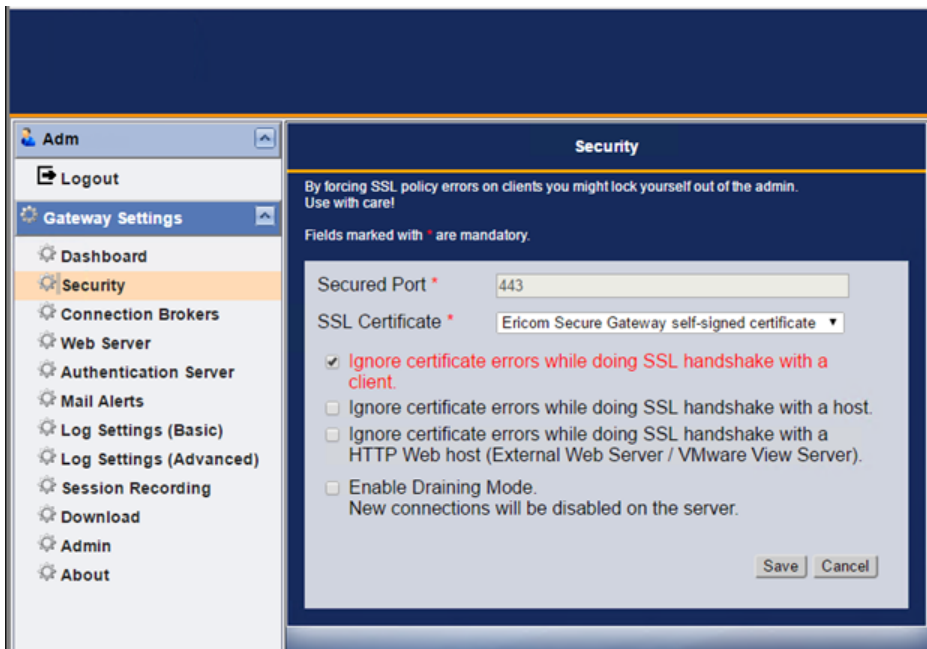 Adm
Logout
Gateway Settings
Dashboard
Security
Connection Brokers
Web Server
Authentication Server
Mail Alerts
Log Settings (Basic)
Log Settings (Advanced)
Session Recording
Download
Admin
About
Security
By forcing SSL policy errors on clients you might lock yourself out of the admin.
Use with care!
Fields marked with * are mandatory.
Secured Port * 443
SSL Certificate * Ericom Secure Gateway self-signed certificate
Ignore certificate errors while doing SSL handshake with a
client.
Ignore certificate errors while doing SSL handshake with a host.
Ignore certificate errors while doing SSL handshake with a
HTTP Web host (External Web Server / VMware View Server).
Enable Draining Mode.
New connections will be disabled on the server.
Save Cancel